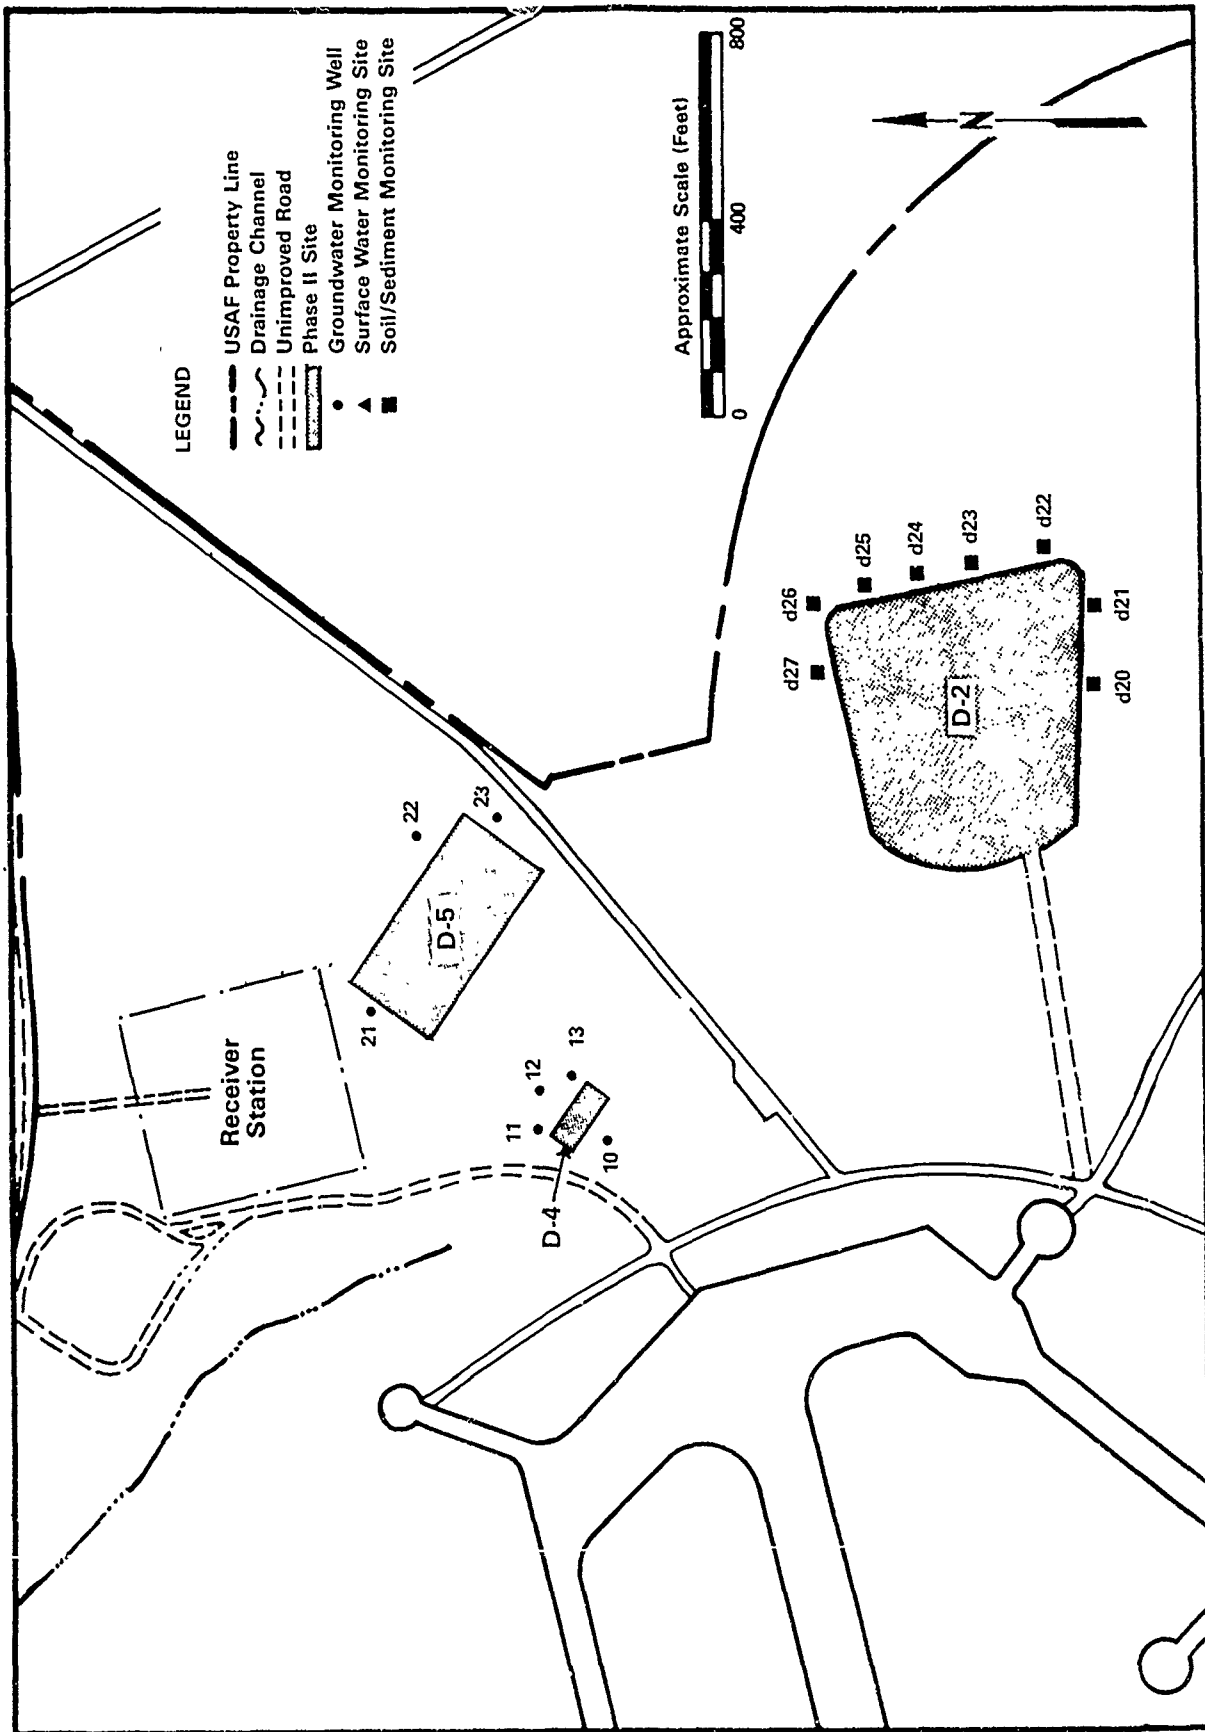 LEGEND
USAF Property Line
Drainage Channel
Unimproved Road
Phase II Site
Groundwater Monitoring Well
Surface Water Monitoring Site
Soil/Sediment Monitoring Site
Approximate Scale (Feet)
0 400 800
N
Receiver
Station
21
22
23
D-5
11
12
13
10
D-4
d27
d26
d25
d24
d23
d22
d21
d20
D-2